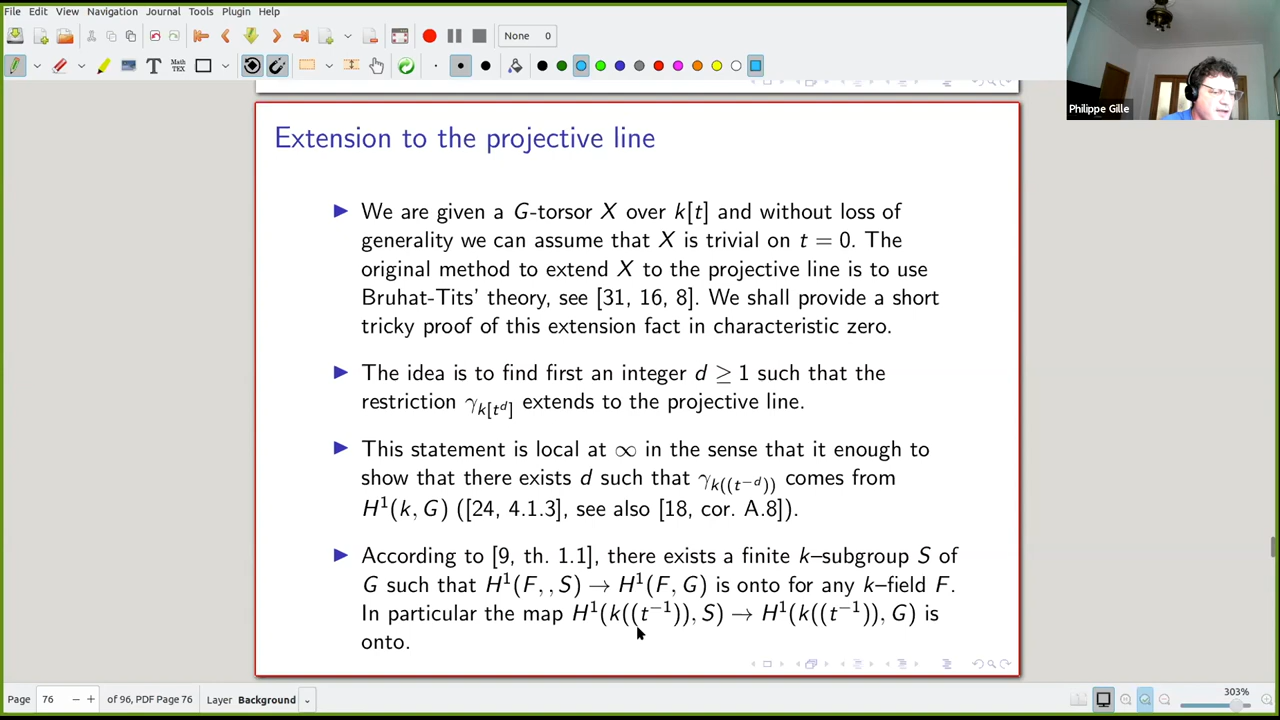 File Edit View Navigation Journal Tools Plugin Help
None 0
T MATH TEX
Philippe Gille
Extension to the projective line
▶ We are given a G-torsor X over k[t] and without loss of
generality we can assume that X is trivial on t = 0. The
original method to extend X to the projective line is to use
Bruhat-Tits' theory, see [31, 16, 8]. We shall provide a short
tricky proof of this extension fact in characteristic zero.
▶ The idea is to find first an integer d ≥ 1 such that the
restriction γ_{k[t^d]} extends to the projective line.
▶ This statement is local at ∞ in the sense that it enough to
show that there exists d such that γ_{k((t^{-d}))} comes from
H^1(k, G) ([24, 4.1.3], see also [18, cor. A.8]).
▶ According to [9, th. 1.1], there exists a finite k–subgroup S of
G such that H^1(F, , S) → H^1(F, G) is onto for any k–field F.
In particular the map H^1(k((t^{-1})), S) → H^1(k((t^{-1})), G) is
onto.
Page 76 − + of 96, PDF Page 76 Layer Background 303%